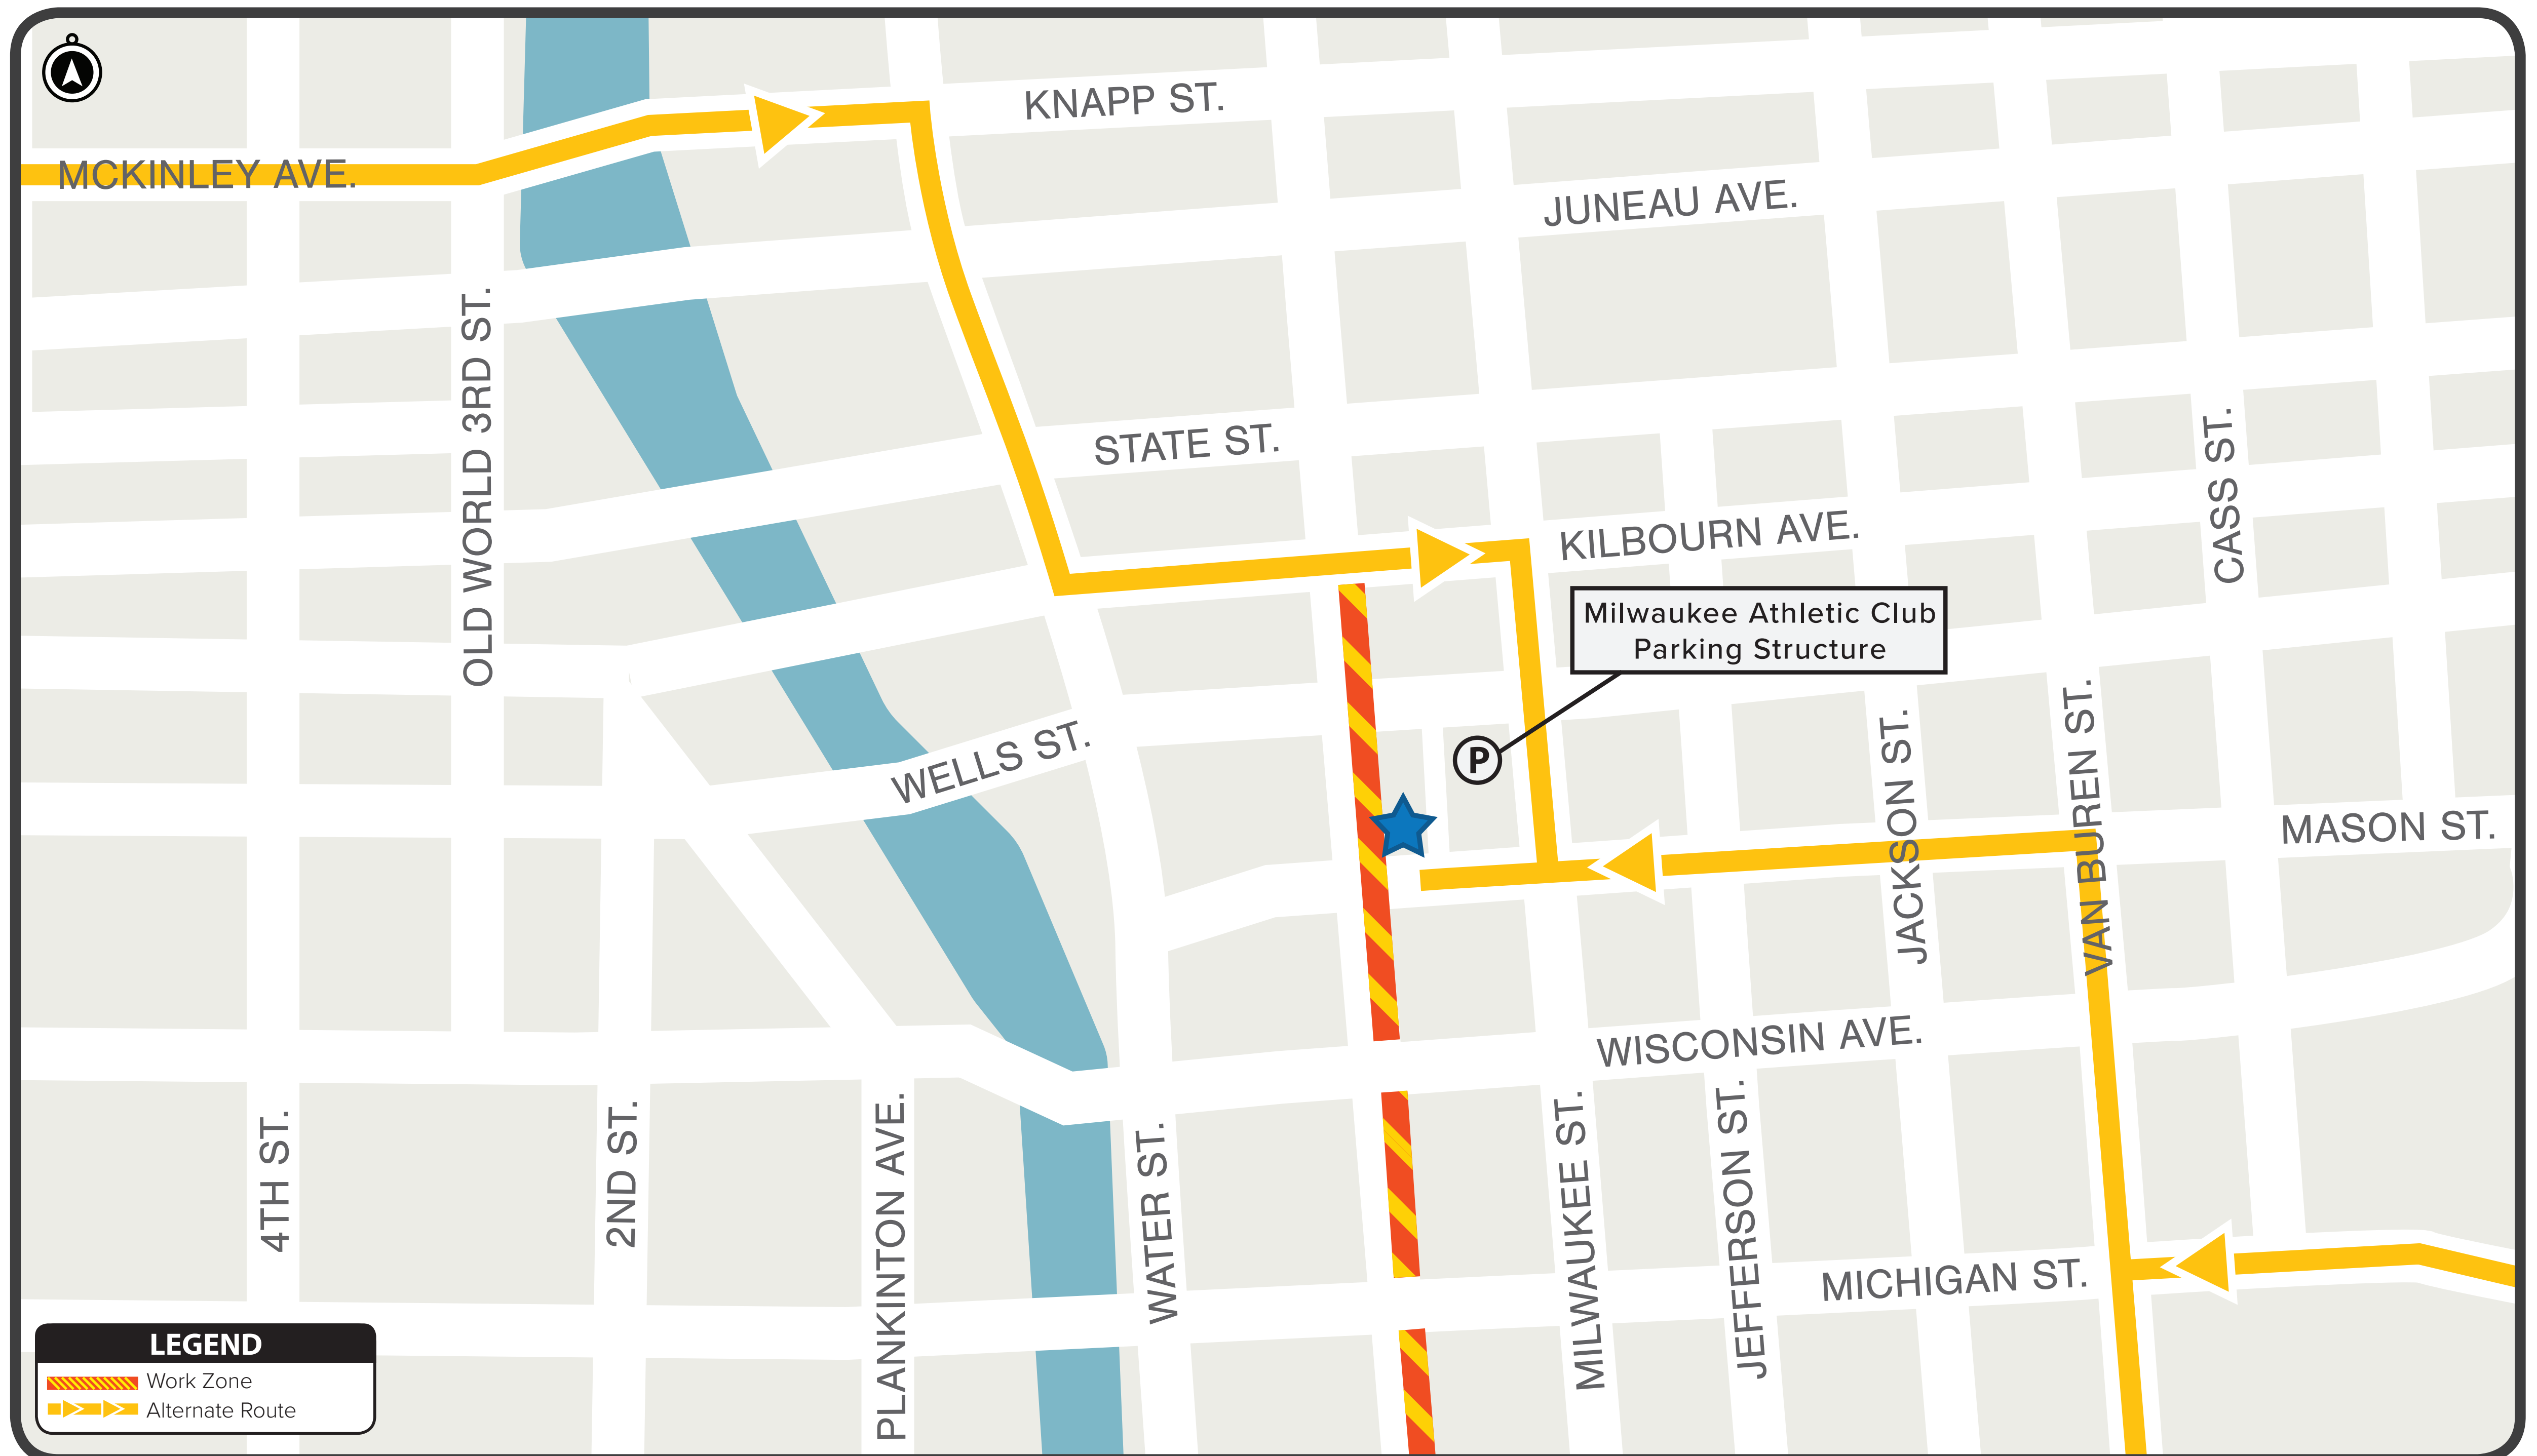 KNAPP ST.
MCKINLEY AVE.
JUNEAU AVE.
OLD WORLD 3RD ST.
STATE ST.
CASS ST.
KILBOURN AVE.
Milwaukee Athletic Club
Parking Structure
WELLS ST.
P
JACKSON ST.
VAN BUREN ST.
MASON ST.
WISCONSIN AVE.
4TH ST.
2ND ST.
PLANKINTON AVE.
WATER ST.
MILWAUKEE ST.
JEFFERSON ST.
MICHIGAN ST.
LEGEND
Work Zone
Alternate Route